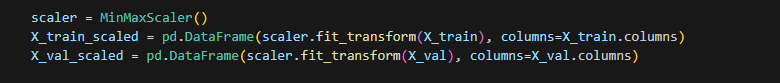 scaler = MinMaxScaler()
X_train_scaled = pd.DataFrame(scaler.fit_transform(X_train), columns=X_train.columns)
X_val_scaled = pd.DataFrame(scaler.fit_transform(X_val), columns=X_val.columns)